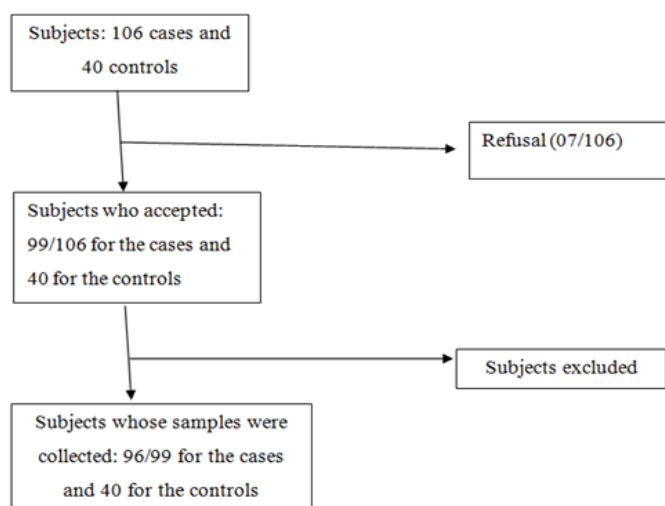 Subjects: 106 cases and
40 controls
Refusal (07/106)
Subjects who accepted:
99/106 for the cases and
40 for the controls
Subjects excluded
Subjects whose samples were
collected: 96/99 for the cases
and 40 for the controls